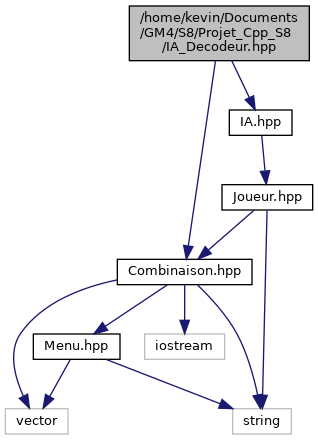 /home/kevin/Documents
/GM4/S8/Projet_Cpp_S8
/IA_Decodeur.hpp
IA.hpp
Joueur.hpp
Combinaison.hpp
Menu.hpp
iostream
vector
string